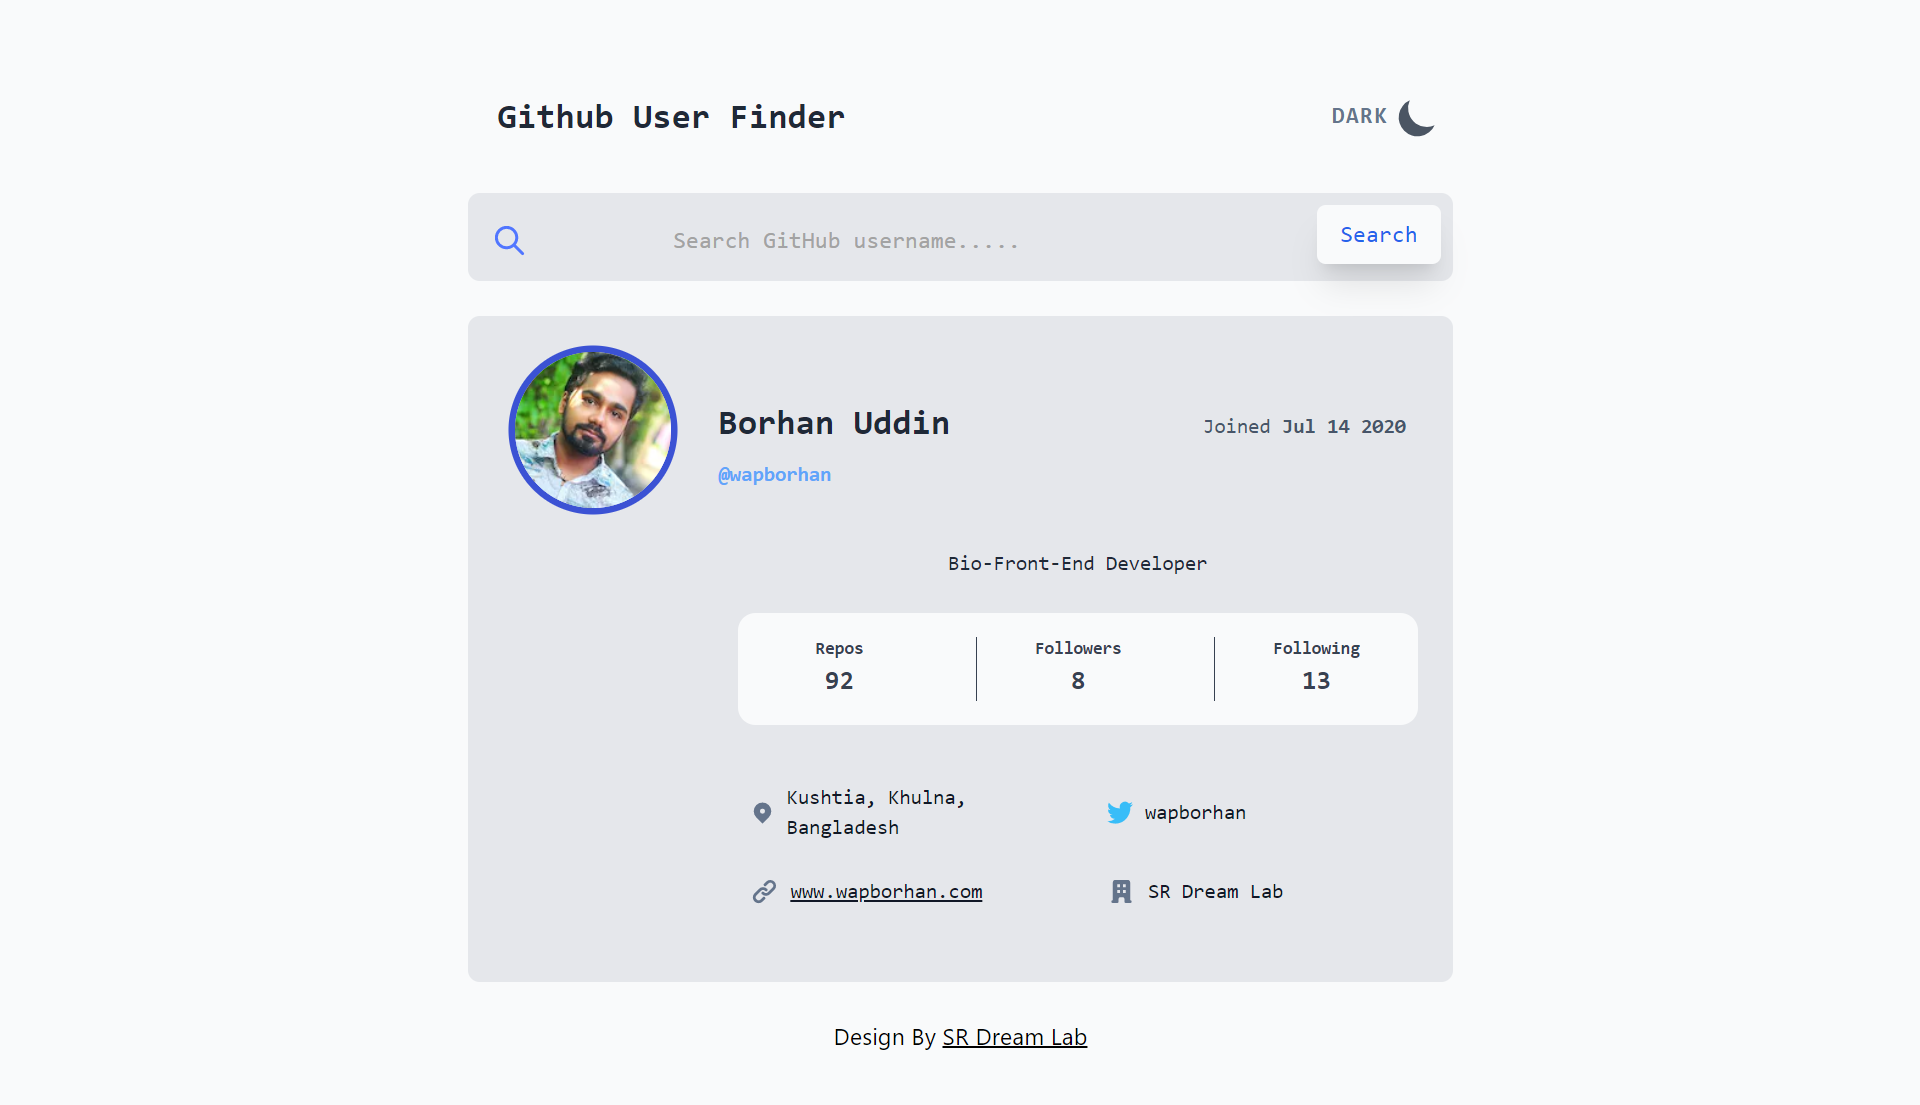 Github User Finder
DARK
Search GitHub username.....
Search
Borhan Uddin
Joined Jul 14 2020
@wapborhan
Bio-Front-End Developer
Repos
92
Followers
8
Following
13
Kushtia, Khulna,
Bangladesh
wapborhan
www.wapborhan.com
SR Dream Lab
Design By SR Dream Lab